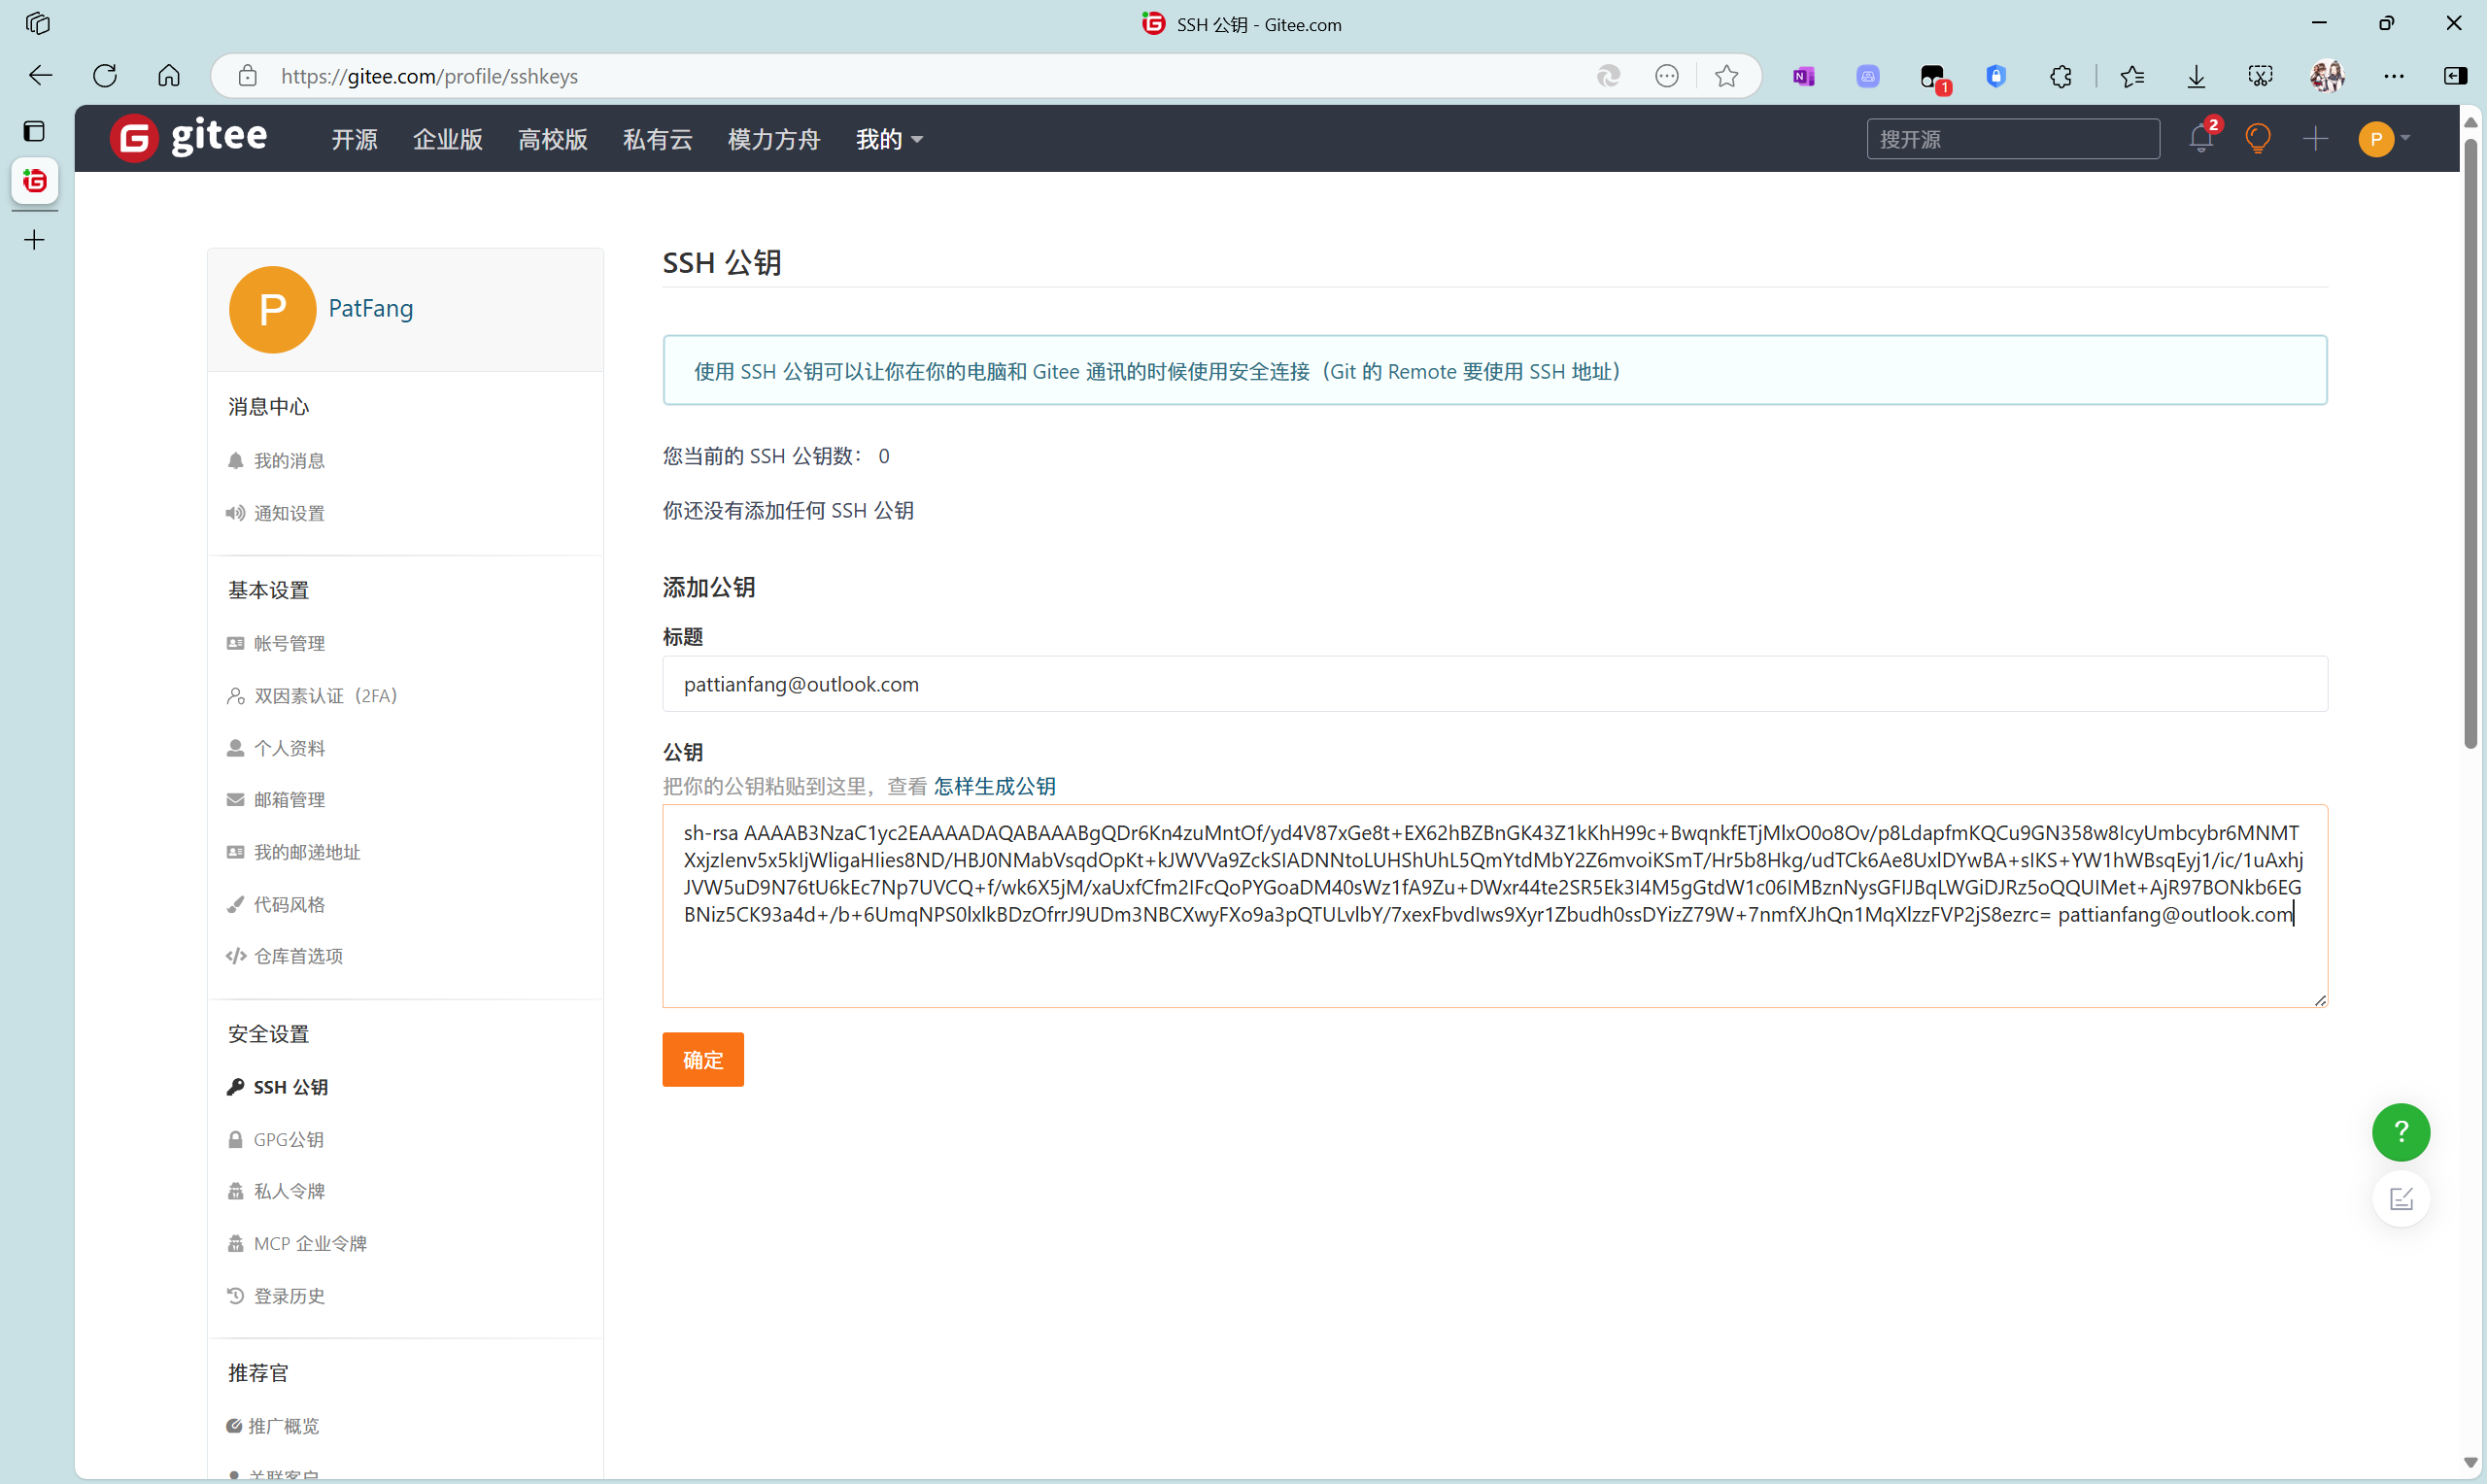 SSH 公钥 - Gitee.com
https://gitee.com/profile/sshkeys
1
gitee
开源 企业版 高校版 私有云 模力方舟 我的
搜开源
2
P
P
PatFang
消息中心
我的消息
通知设置
基本设置
帐号管理
双因素认证（2FA）
个人资料
邮箱管理
我的邮递地址
代码风格
仓库首选项
安全设置
SSH 公钥
GPG公钥
私人令牌
MCP 企业令牌
登录历史
推荐官
推广概览
关联客户
SSH 公钥
使用 SSH 公钥可以让你在你的电脑和 Gitee 通讯的时候使用安全连接（Git 的 Remote 要使用 SSH 地址）
您当前的 SSH 公钥数： 0
你还没有添加任何 SSH 公钥
添加公钥
标题
pattianfang@outlook.com
公钥
把你的公钥粘贴到这里，查看 怎样生成公钥
sh-rsa AAAAB3NzaC1yc2EAAAADAQABAAABgQDr6Kn4zuMntOf/yd4V87xGe8t+EX62hBZBnGK43Z1kKhH99c+BwqnkfETjMlxO0o8Ov/p8LdapfmKQCu9GN358w8IcyUmbcybr6MNMT
XxjzIenv5x5kIjWligaHIies8ND/HBJ0NMabVsqdOpKt+kJWVVa9ZckSIADNNtoLUHShUhL5QmYtdMbY2Z6mvoiKSmT/Hr5b8Hkg/udTCk6Ae8UxlDYwBA+sIKS+YW1hWBsqEyj1/ic/1uAxhj
JVW5uD9N76tU6kEc7Np7UVCQ+f/wk6X5jM/xaUxfCfm2IFcQoPYGoaDM40sWz1fA9Zu+DWxr44te2SR5Ek3I4M5gGtdW1c06IMBznNysGFIJBqLWGiDJRz5oQQUIMet+AjR97BONkb6EG
BNiz5CK93a4d+/b+6UmqNPS0lxlkBDzOfrrJ9UDm3NBCXwyFXo9a3pQTULvlbY/7xexFbvdIws9Xyr1Zbudh0ssDYizZ79W+7nmfXJhQn1MqXlzzFVP2jS8ezrc= pattianfang@outlook.com
确定
?